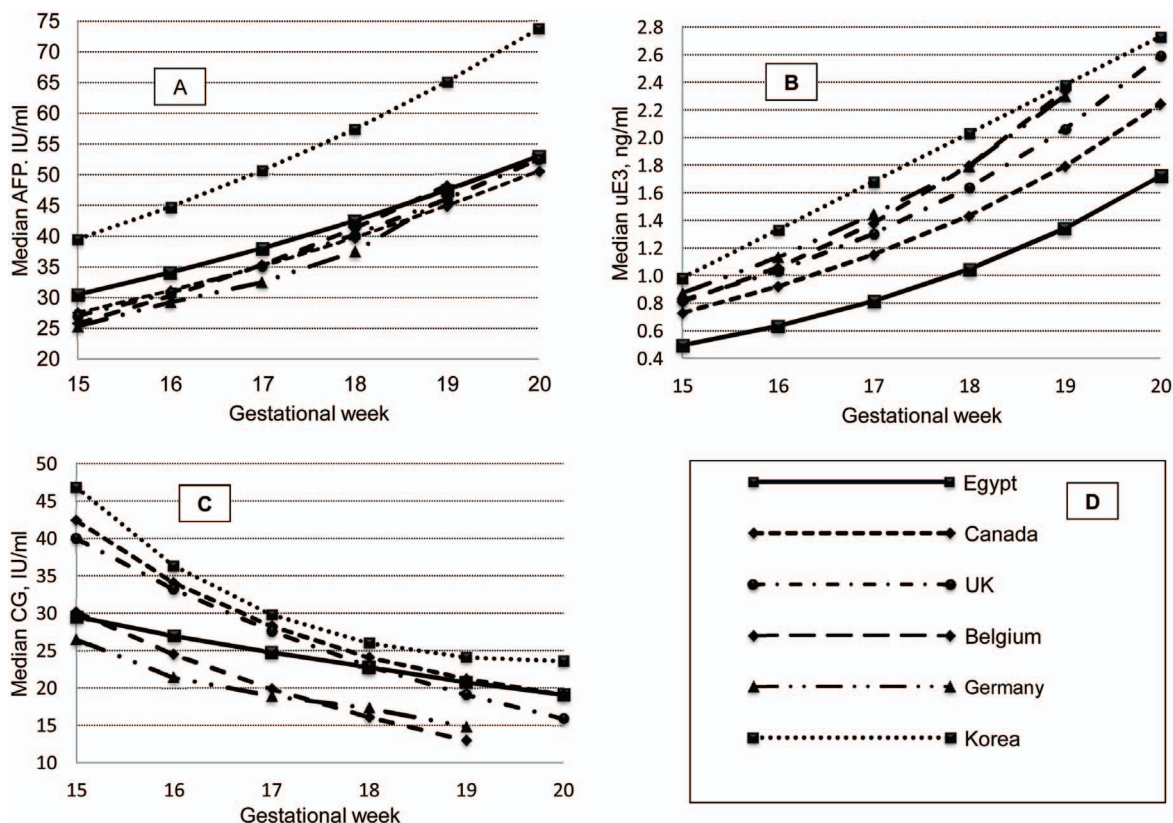 75
70
65
60
55
50
45
40
35
30
25
20
Median AFP. IU/ml
A
15 16 17 18 19 20
Gestational week
2.8
2.6
2.4
2.2
2.0
1.8
1.6
1.4
1.2
1.0
0.8
0.6
0.4
Median uE3, ng/ml
B
15 16 17 18 19 20
Gestational week
50
45
40
35
30
25
20
15
10
Median CG, IU/ml
C
15 16 17 18 19 20
Gestational week
D
Egypt
Canada
UK
Belgium
Germany
Korea